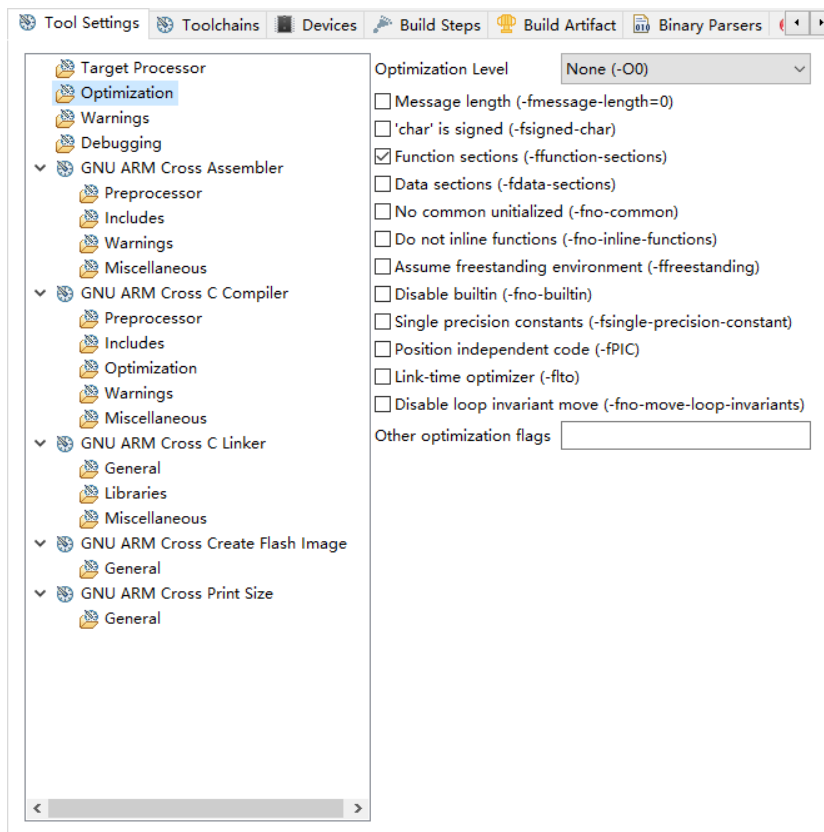 Tool Settings Toolchains Devices Build Steps Build Artifact Binary Parsers
Target Processor
Optimization
Warnings
Debugging
GNU ARM Cross Assembler
Preprocessor
Includes
Warnings
Miscellaneous
GNU ARM Cross C Compiler
Preprocessor
Includes
Optimization
Warnings
Miscellaneous
GNU ARM Cross C Linker
General
Libraries
Miscellaneous
GNU ARM Cross Create Flash Image
General
GNU ARM Cross Print Size
General
Optimization Level None (-O0)
Message length (-fmessage-length=0)
'char' is signed (-fsigned-char)
Function sections (-ffunction-sections)
Data sections (-fdata-sections)
No common unitialized (-fno-common)
Do not inline functions (-fno-inline-functions)
Assume freestanding environment (-ffreestanding)
Disable builtin (-fno-builtin)
Single precision constants (-fsingle-precision-constant)
Position independent code (-fPIC)
Link-time optimizer (-flto)
Disable loop invariant move (-fno-move-loop-invariants)
Other optimization flags